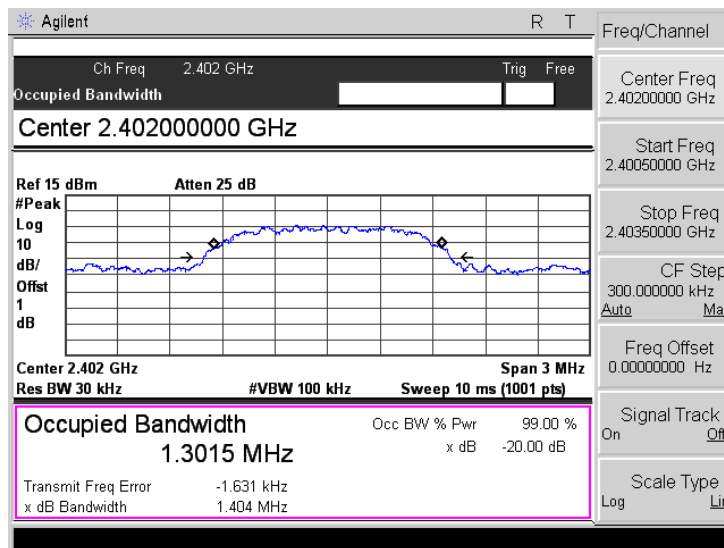 Agilent R T
Ch Freq 2.402 GHz Trig Free
Occupied Bandwidth
Center 2.402000000 GHz
Ref 15 dBm Atten 25 dB
#Peak
Log
10
dB/
Offst
1
dB
Center 2.402 GHz Span 3 MHz
Res BW 30 kHz #VBW 100 kHz Sweep 10 ms (1001 pts)
Occupied Bandwidth
1.3015 MHz
Occ BW % Pwr 99.00 %
x dB -20.00 dB
Transmit Freq Error -1.631 kHz
x dB Bandwidth 1.404 MHz
Freq/Channel
Center Freq
2.40200000 GHz
Start Freq
2.40050000 GHz
Stop Freq
2.40350000 GHz
CF Step
300.000000 kHz
Auto Ma
Freq Offset
0.00000000 Hz
Signal Track
On Off
Scale Type
Log Li